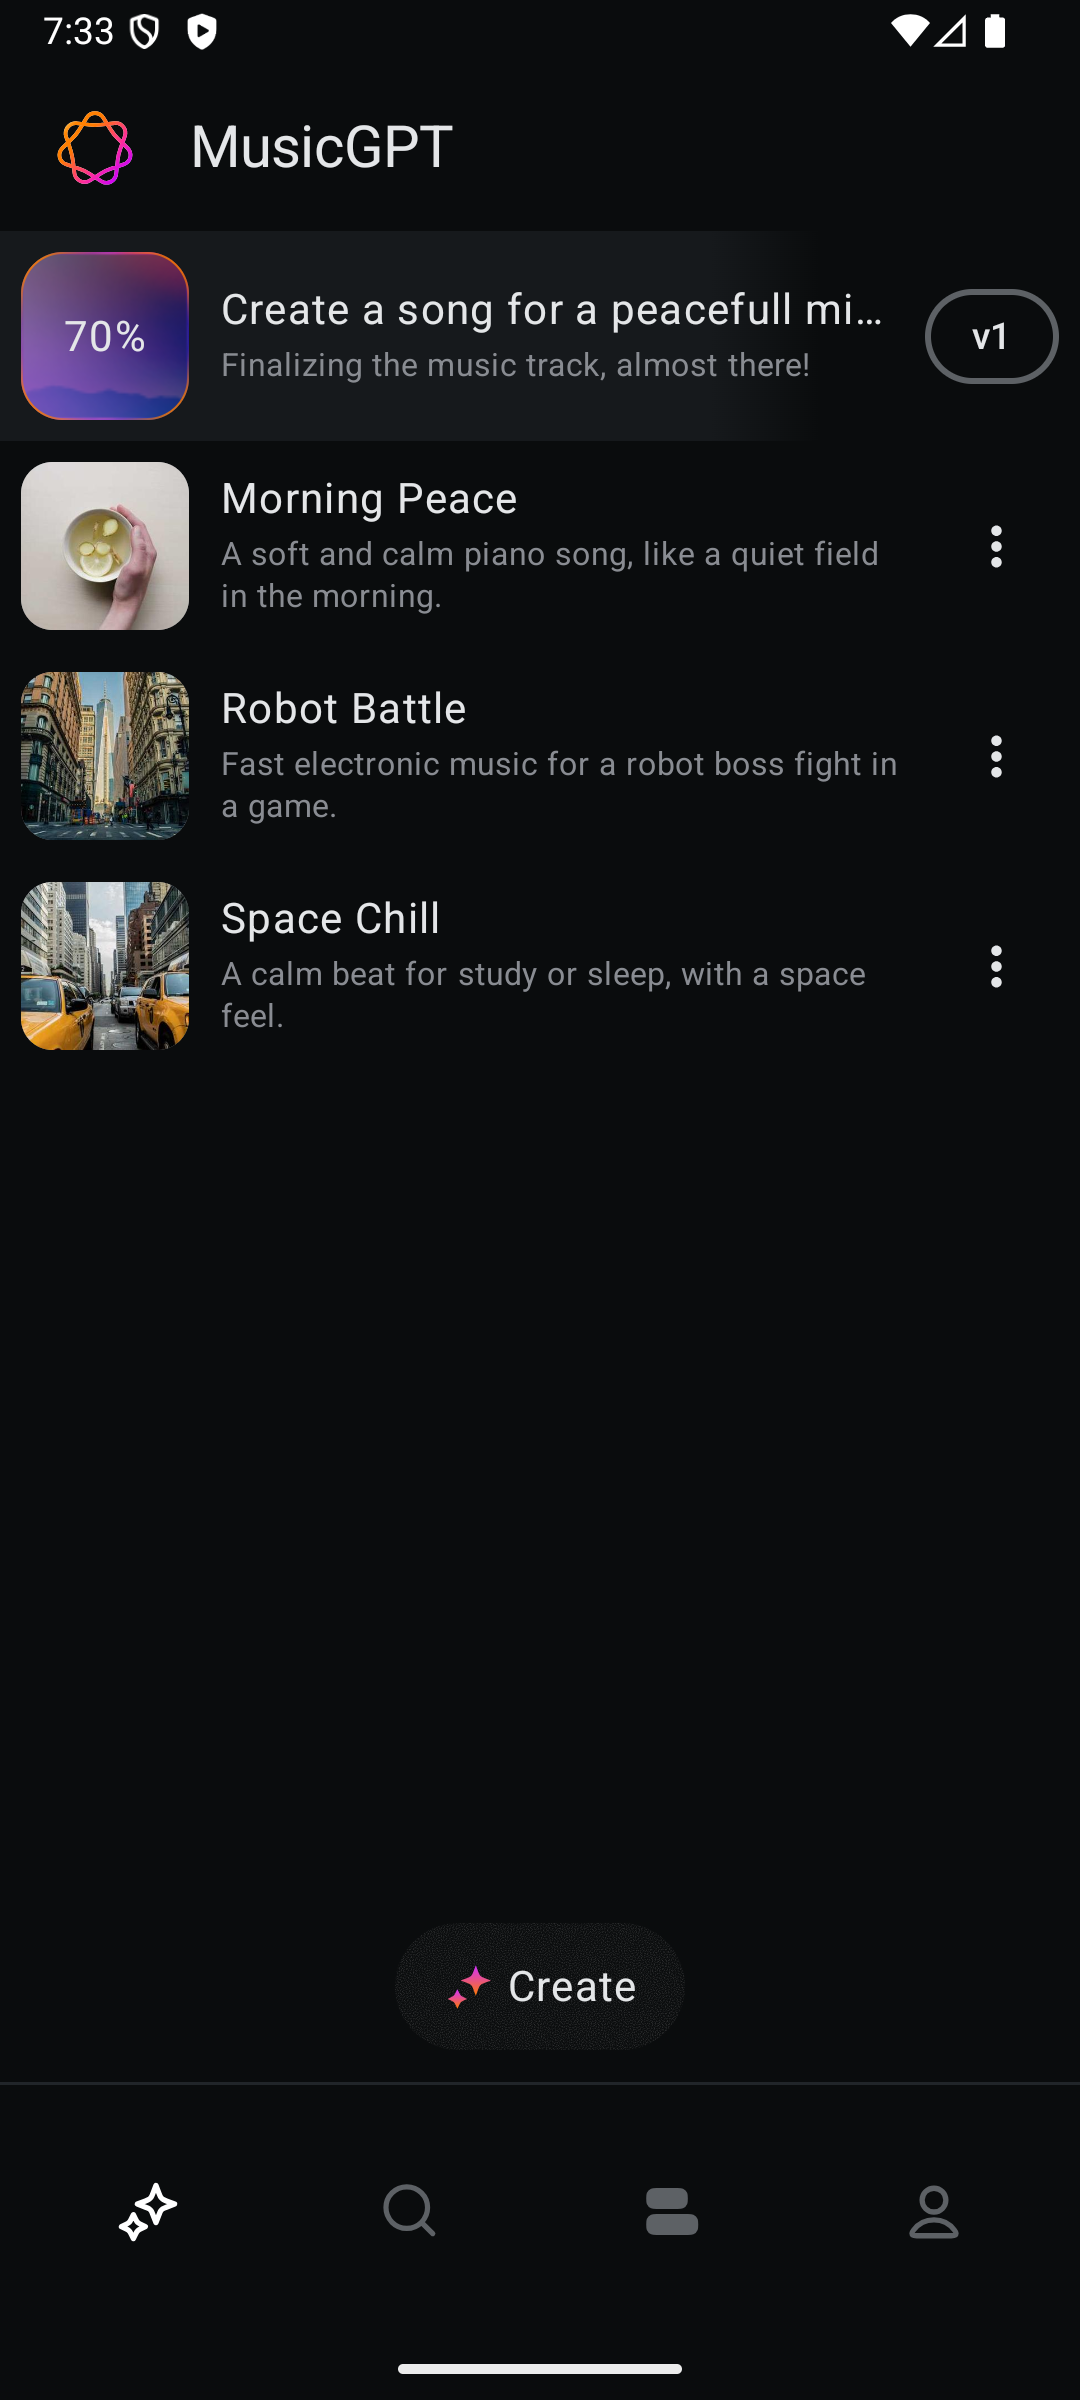 7:33
MusicGPT
70%
Create a song for a peacefull mi...
Finalizing the music track, almost there!
v1
Morning Peace
A soft and calm piano song, like a quiet field
in the morning.
Robot Battle
Fast electronic music for a robot boss fight in
a game.
Space Chill
A calm beat for study or sleep, with a space
feel.
Create